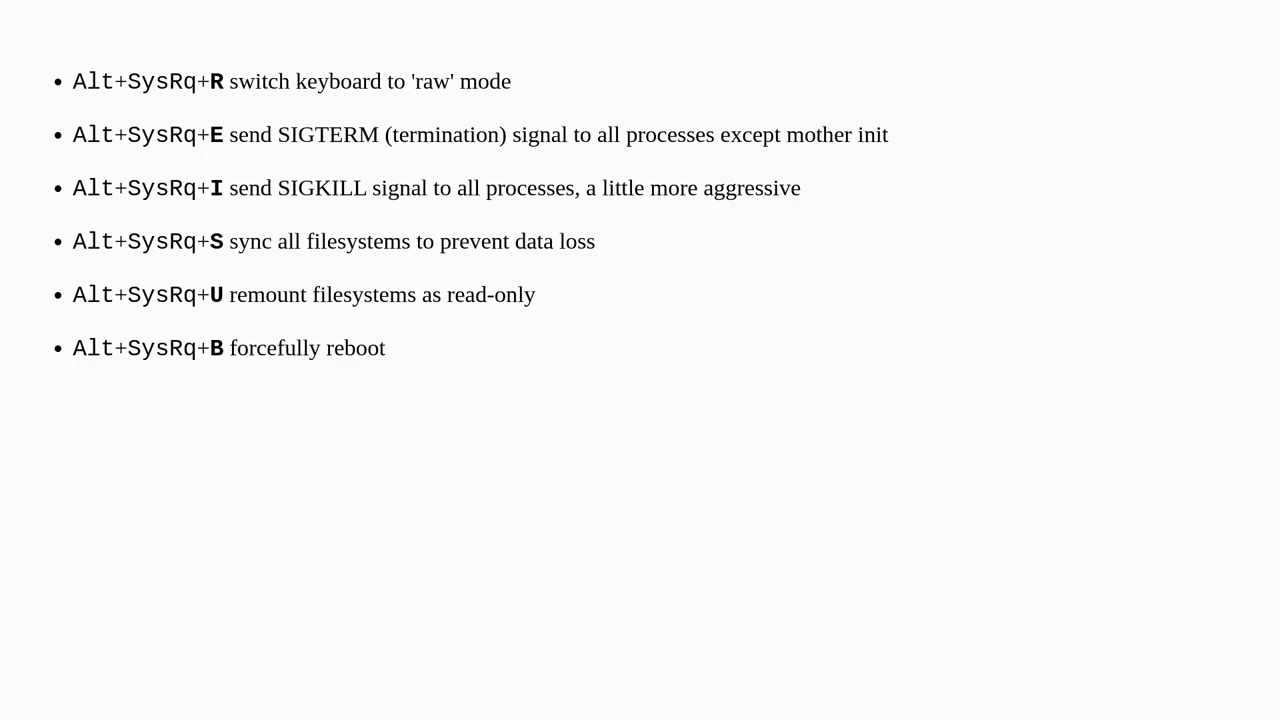 • Alt+SysRq+R switch keyboard to 'raw' mode
• Alt+SysRq+E send SIGTERM (termination) signal to all processes except mother init
• Alt+SysRq+I send SIGKILL signal to all processes, a little more aggressive
• Alt+SysRq+S sync all filesystems to prevent data loss
• Alt+SysRq+U remount filesystems as read-only
• Alt+SysRq+B forcefully reboot